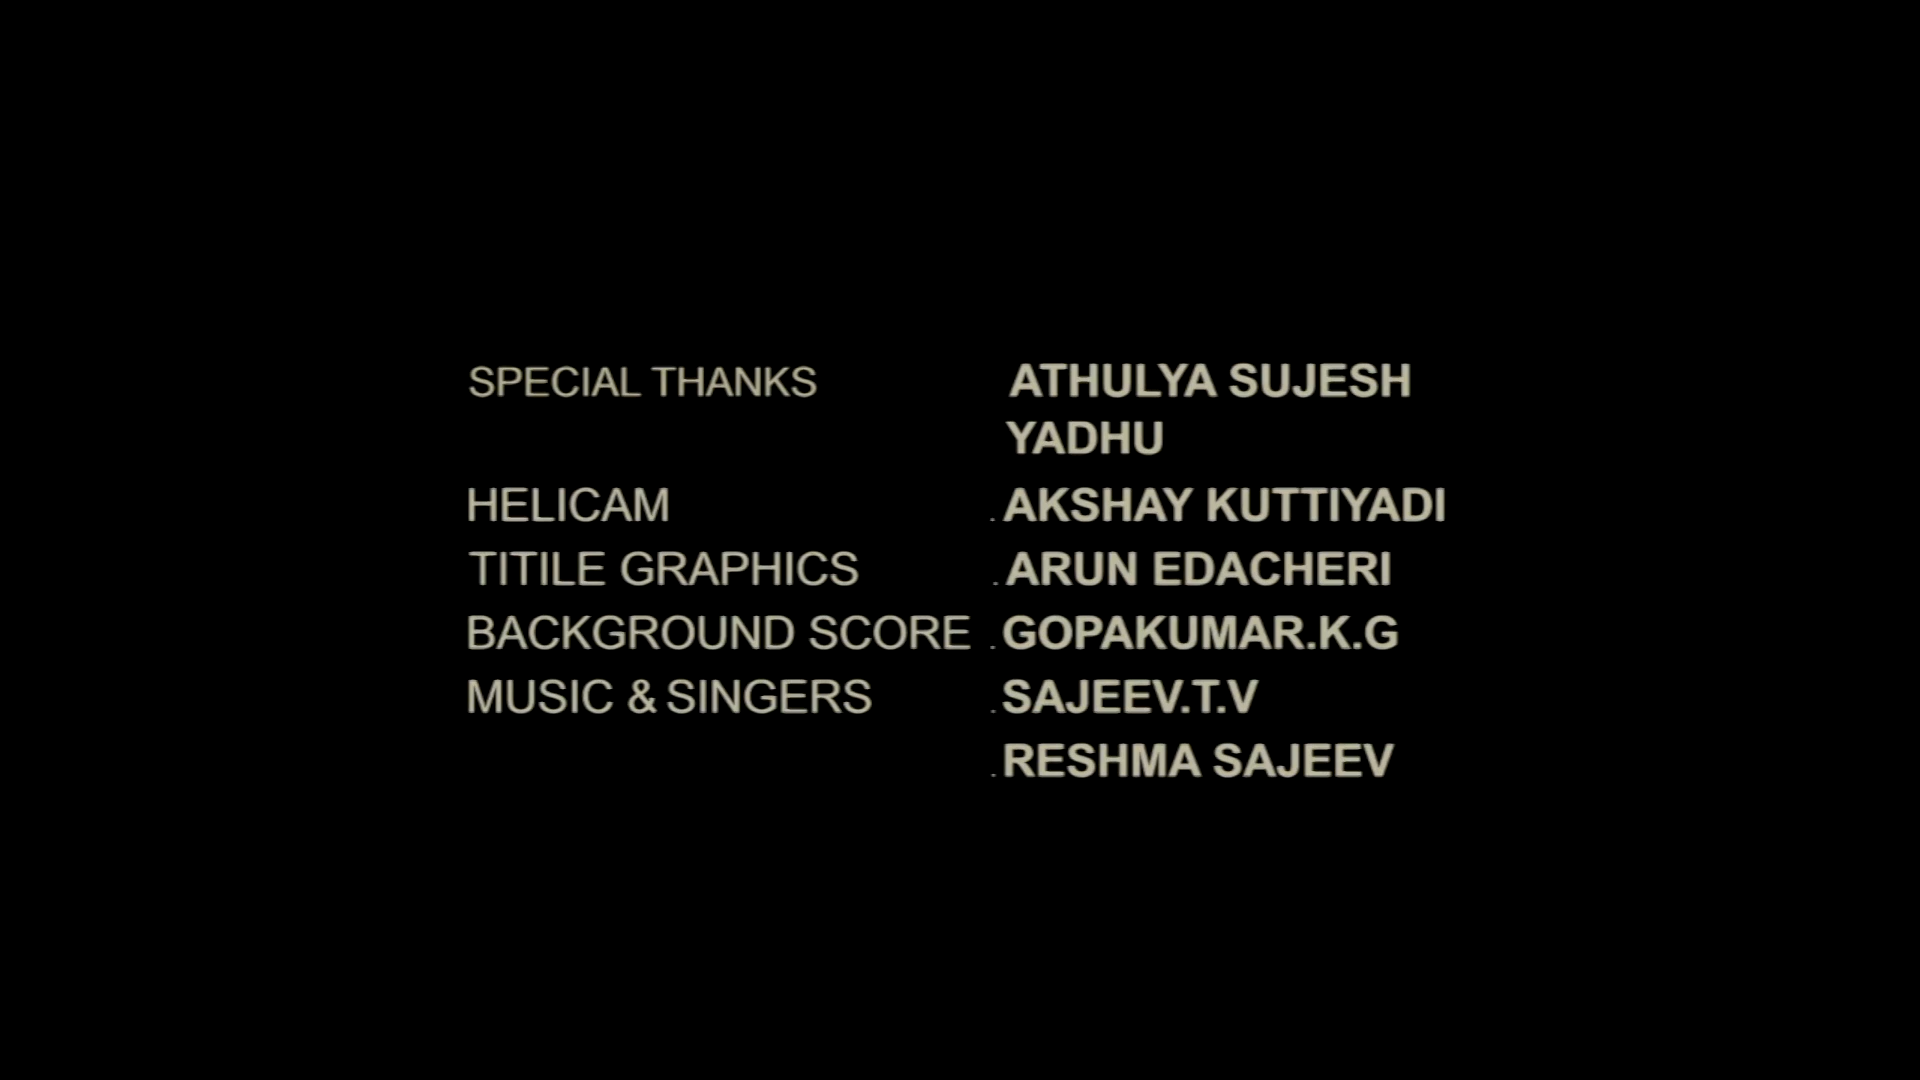 SPECIAL THANKS ATHULYA SUJESH
YADHU
HELICAM .AKSHAY KUTTIYADI
TITILE GRAPHICS .ARUN EDACHERI
BACKGROUND SCORE .GOPAKUMAR.K.G
MUSIC & SINGERS .SAJEEV.T.V
.RESHMA SAJEEV